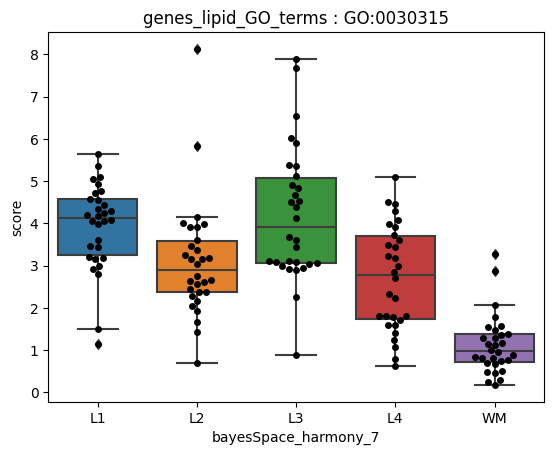 genes_lipid_GO_terms : GO:0030315
8
7
6
5
4
3
2
1
0
score
L1 L2 L3 L4 WM
bayesSpace_harmony_7